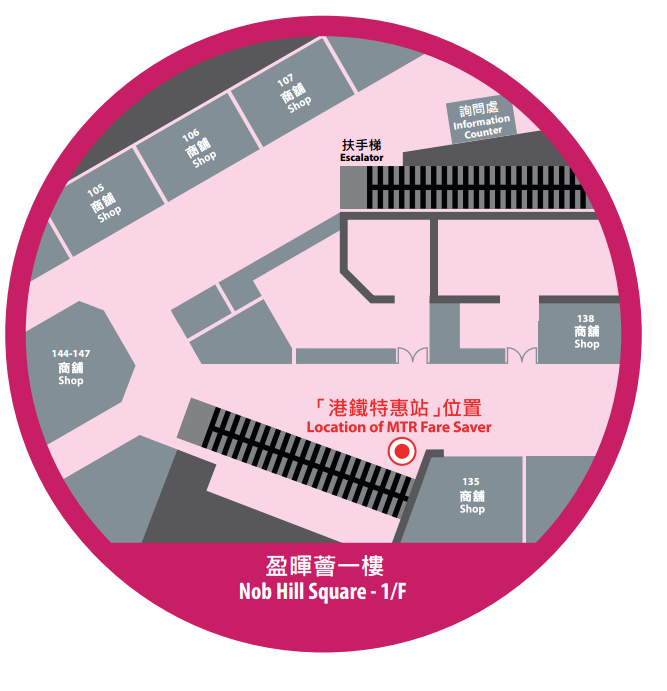 107
商舖
Shop
106
商舖
Shop
105
商舖
Shop
詢問處
Information
Counter
扶手梯
Escalator
138
商舖
Shop
144-147
商舖
Shop
「港鐵特惠站」位置
Location of MTR Fare Saver
135
商舖
Shop
盈暉薈一樓
Nob Hill Square - 1/F